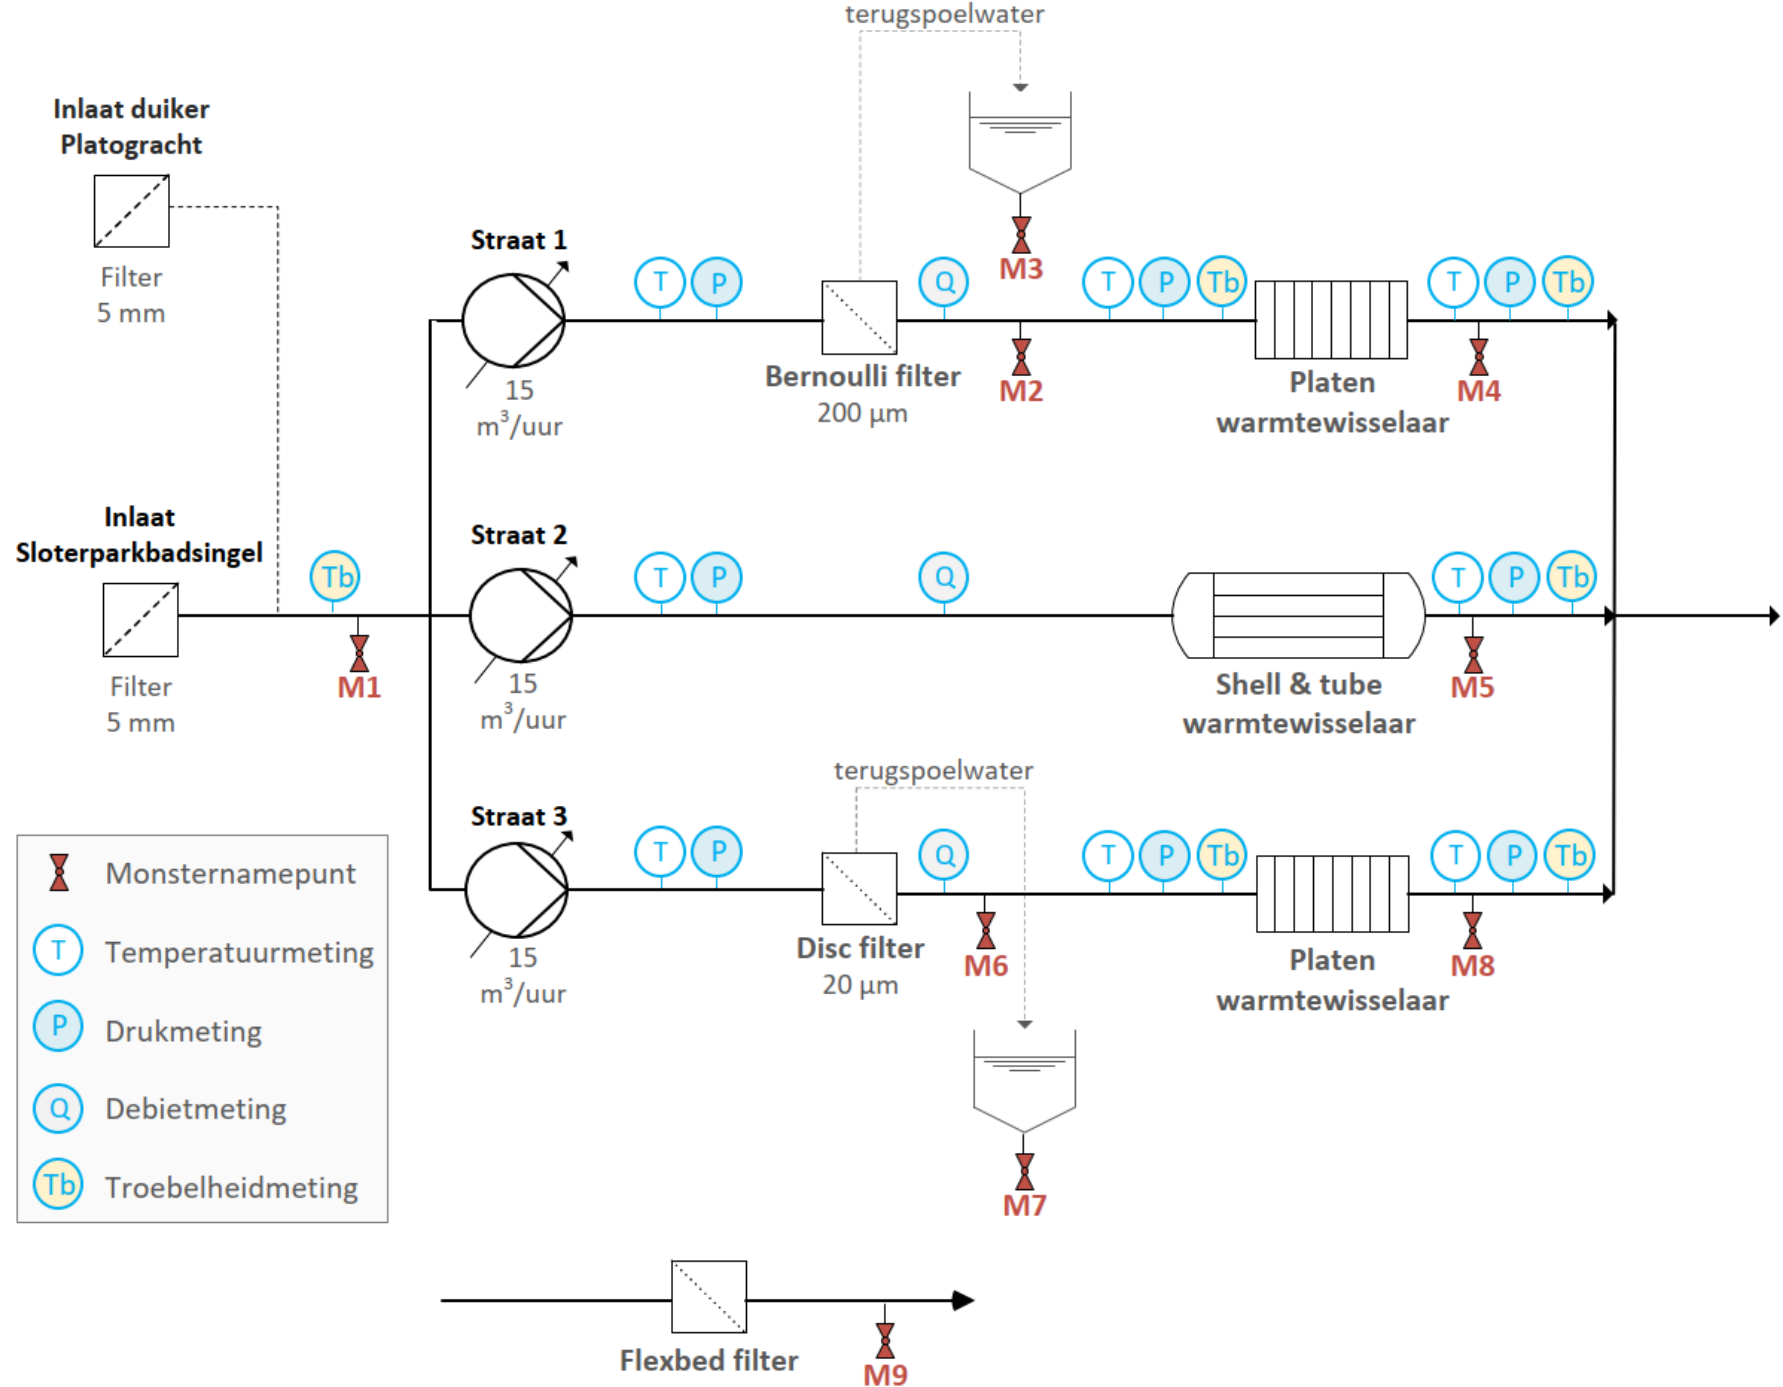 terugspoelwater
Inlaat duiker
Platogracht
Filter
5 mm
Straat 1
15
m³/uur
T
P
Bernoulli filter
200 µm
Q
M3
M2
T
P
Tb
Platen
warmtewisselaar
T
P
Tb
M4
Inlaat
Sloterparkbadsingel
Filter
5 mm
Tb
M1
Straat 2
15
m³/uur
T
P
Q
Shell & tube
warmtewisselaar
T
P
Tb
M5
terugspoelwater
Straat 3
15
m³/uur
T
P
Disc filter
20 µm
Q
M6
T
P
Tb
Platen
warmtewisselaar
T
P
Tb
M8
M7
Monsternamepunt
T Temperatuurmeting
P Drukmeting
Q Debietmeting
Tb Troebelheidmeting
Flexbed filter
M9